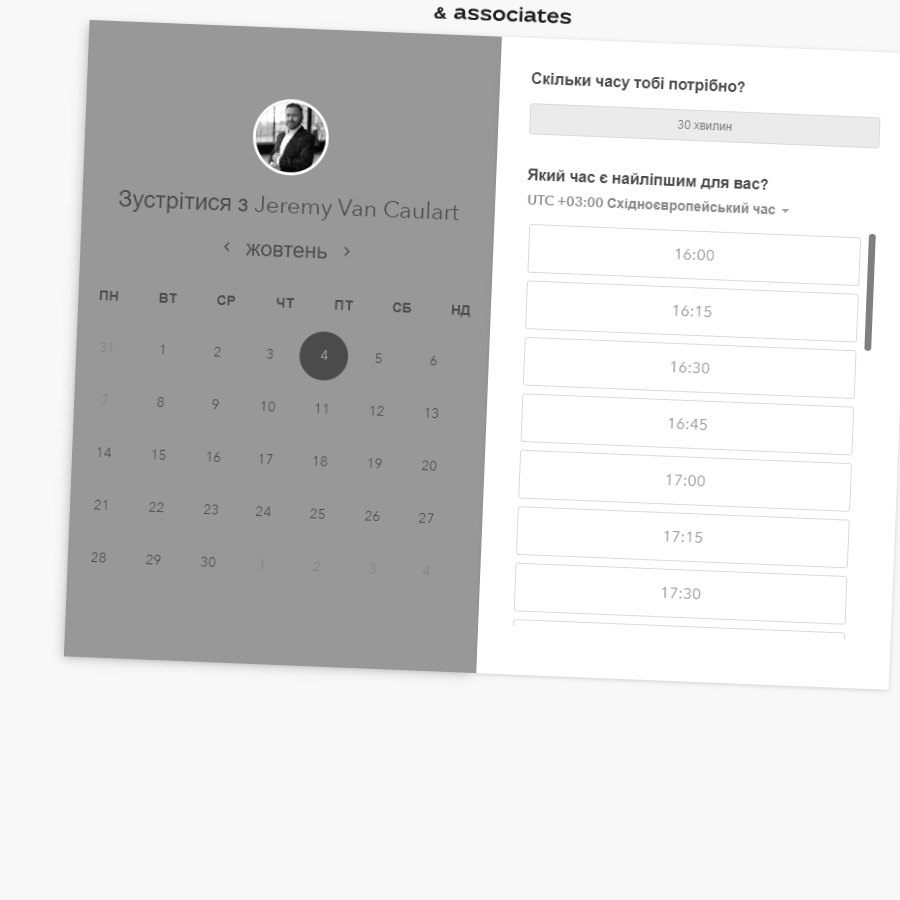 & associates
Зустрітися з Jeremy Van Caulart
‹ жовтень ›
ПН ВТ СР ЧТ ПТ СБ НД
31 1 2 3 4 5 6
7 8 9 10 11 12 13
14 15 16 17 18 19 20
21 22 23 24 25 26 27
28 29 30 1 2 3 4
Скільки часу тобі потрібно?
30 хвилин
Який час є найліпшим для вас?
UTC +03:00 Східноєвропейський час
16:00
16:15
16:30
16:45
17:00
17:15
17:30